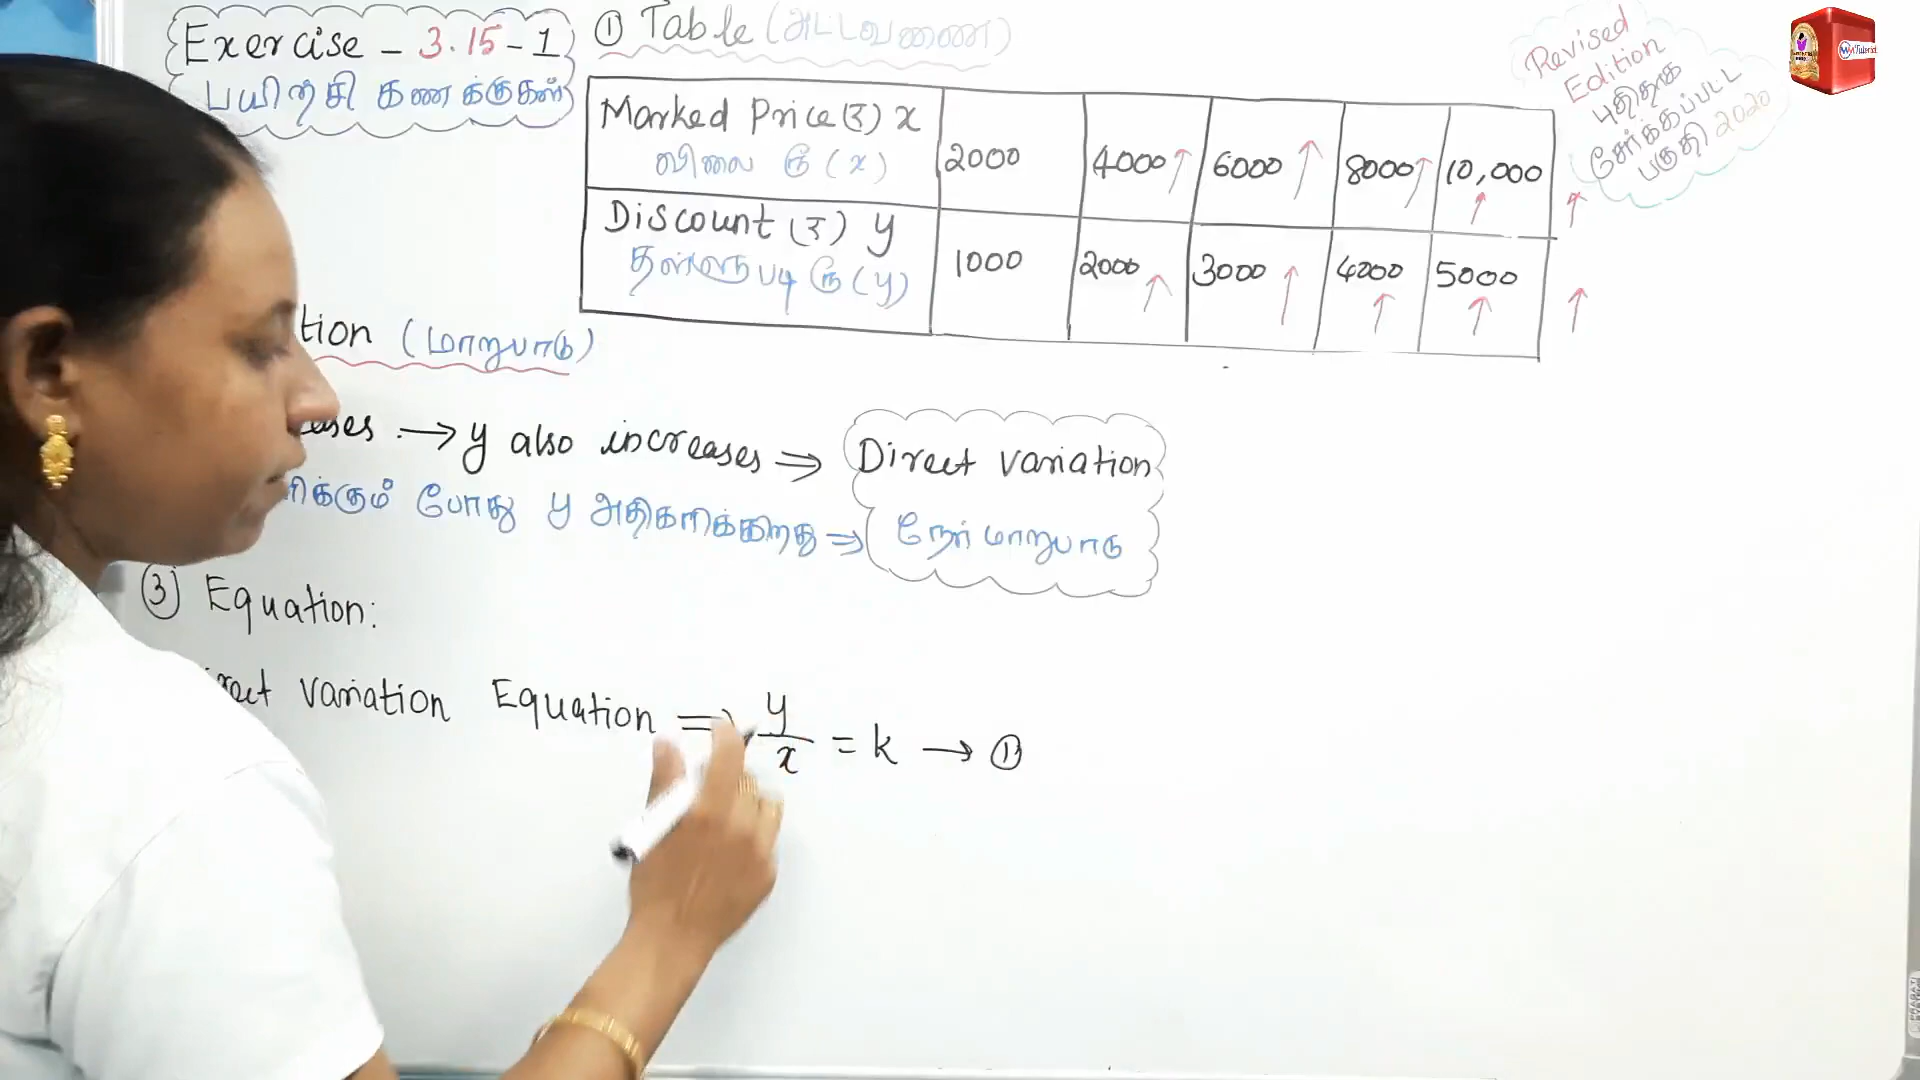 Exercise – 3.15-1
பயிற்சி கணக்குகள்
① Table (அட்டவணை)
Revised
Edition
புதிதாக
சேர்க்கப்பட்ட
பகுதி 2020
Marked Price (₹) x 2000 4000↑ 6000↑ 8000↑ 10,000↑ ↑
விலை ரூ (x)
Discount (₹) y 1000 2000↑ 3000↑ 4000↑ 5000↑ ↑
தள்ளுபடி ரூ (y)
tion (மாறுபாடு)
eases → y also increases ⇒ Direct variation
ரிக்கும் போது y அதிகரிக்கிறது ⇒ நேர் மாறுபாடு
③ Equation:
rect Variation Equation ⇒ y/x = k → ①